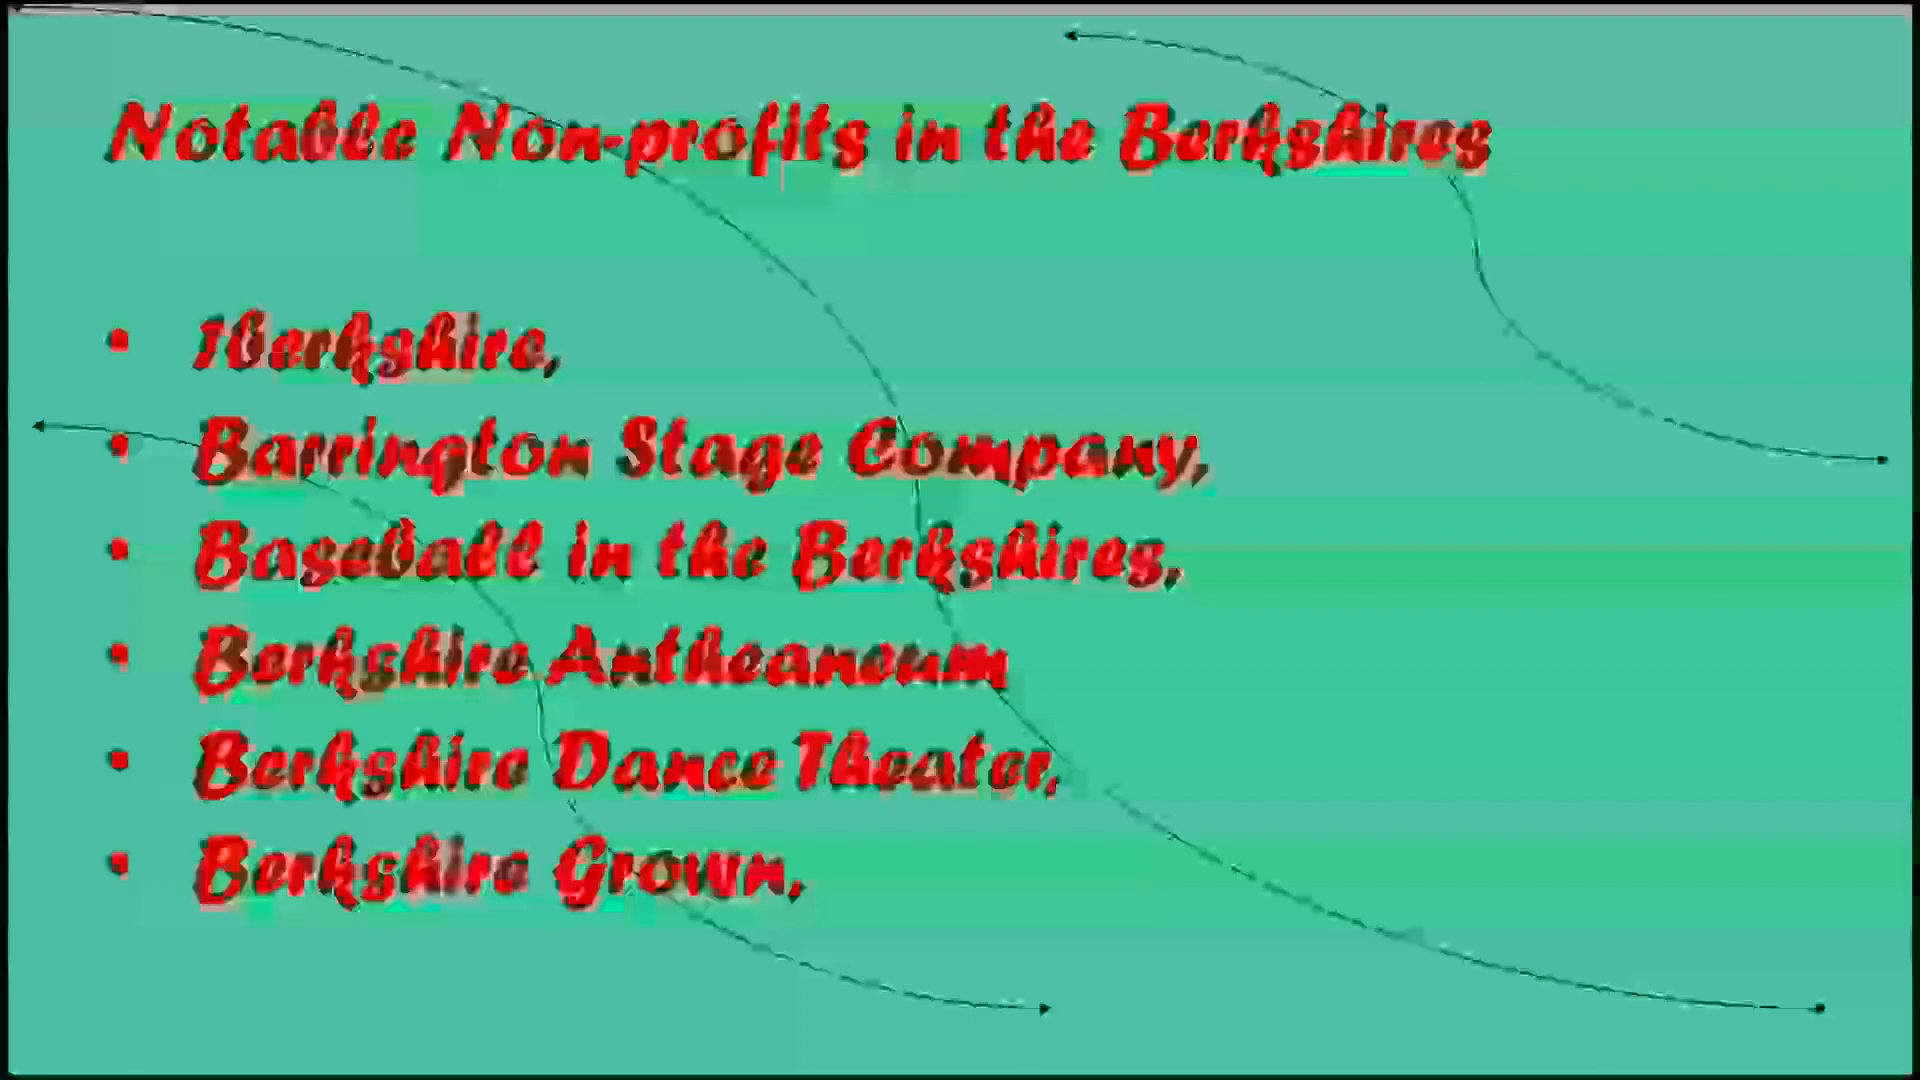 Notable Non-profits in the Berkshires
• 1Berkshire,
• Barrington Stage Company,
• Baseball in the Berkshires,
• Berkshire Antheaneum
• Berkshire Dance Theater,
• Berkshire Grown,